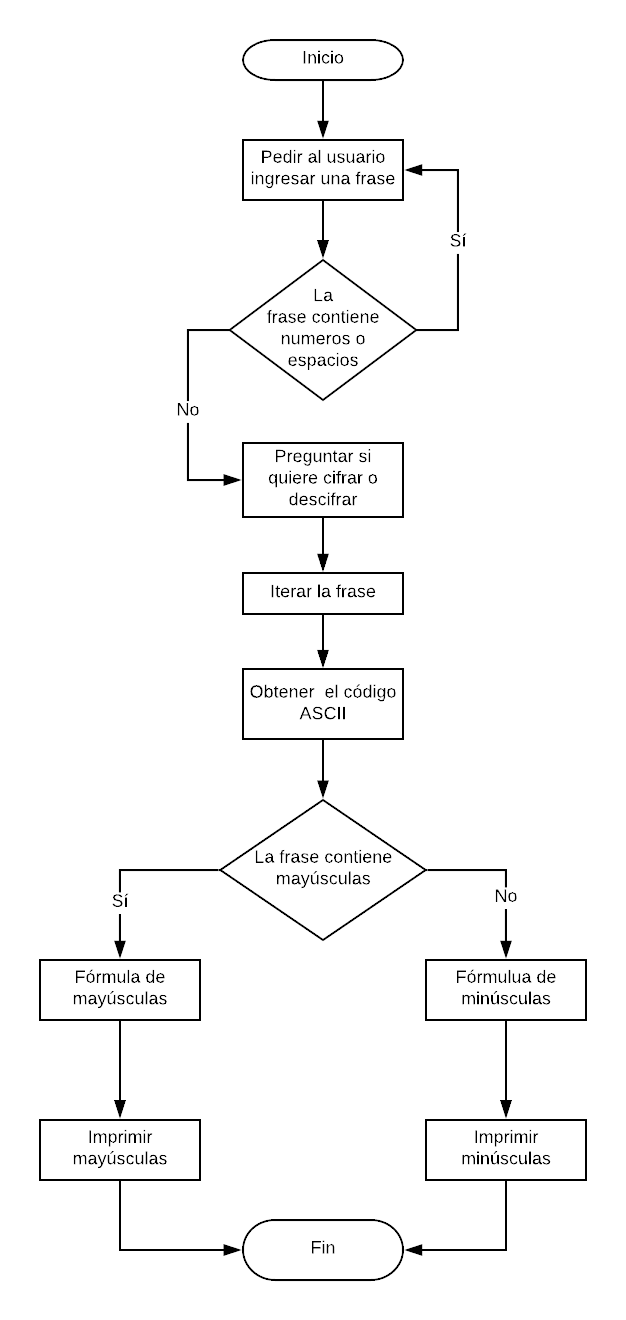 Inicio
Pedir al usuario
ingresar una frase
Sí
La
frase contiene
numeros o
espacios
No
Preguntar si
quiere cifrar o
descifrar
Iterar la frase
Obtener  el código
ASCII
La frase contiene
mayúsculas
Sí
No
Fórmula de
mayúsculas
Fórmulua de
minúsculas
Imprimir
mayúsculas
Imprimir
minúsculas
Fin